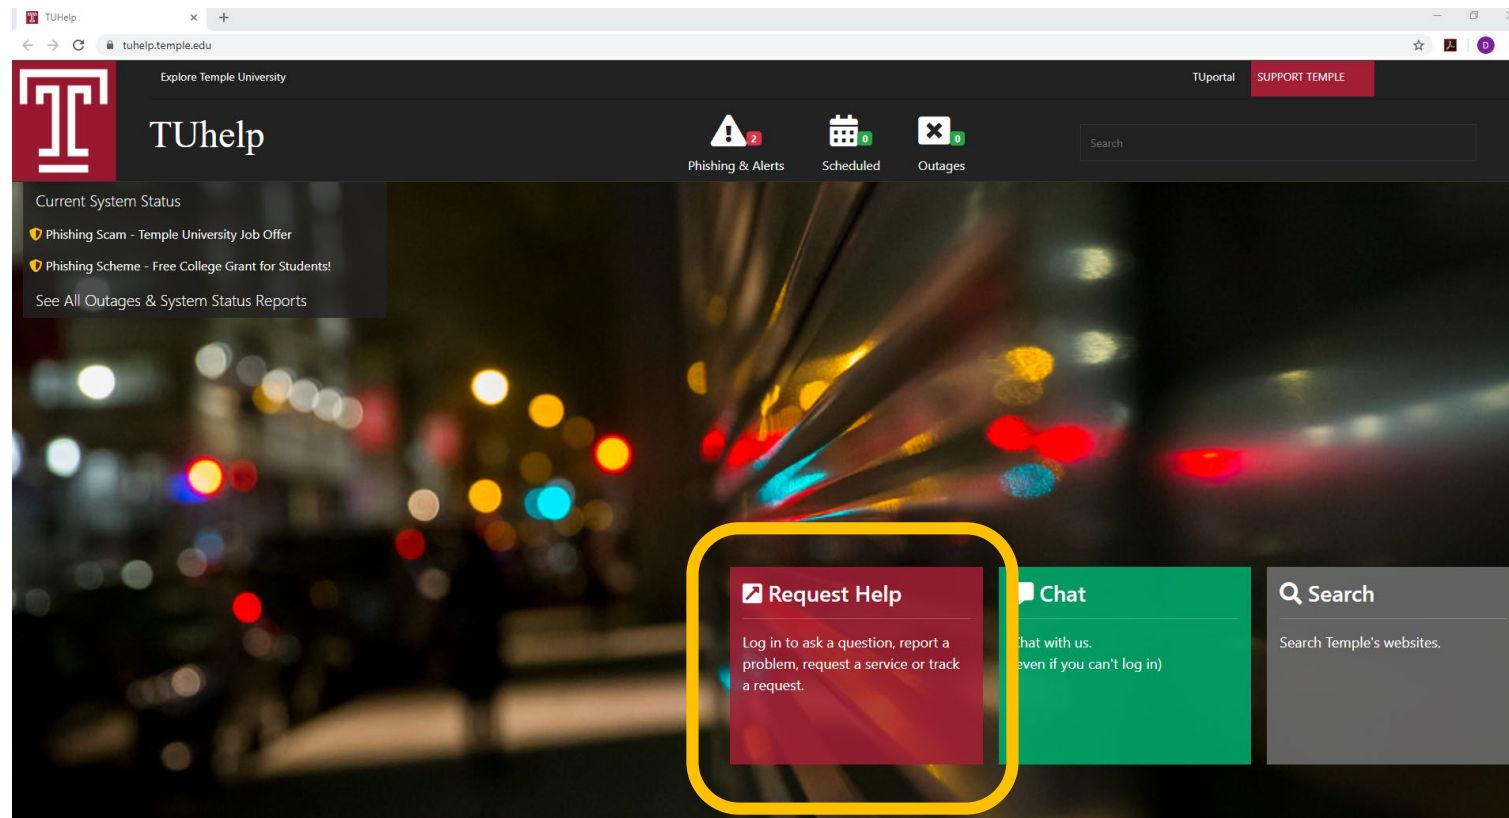 TUHelp
tuhelp.temple.edu
D
Explore Temple University
TUportal
SUPPORT TEMPLE
T
TUhelp
2
0
0
Phishing & Alerts
Scheduled
Outages
Search
Current System Status
Phishing Scam - Temple University Job Offer
Phishing Scheme - Free College Grant for Students!
See All Outages & System Status Reports
Request Help
Log in to ask a question, report a
problem, request a service or track
a request.
Chat
hat with us.
even if you can't log in)
Search
Search Temple's websites.